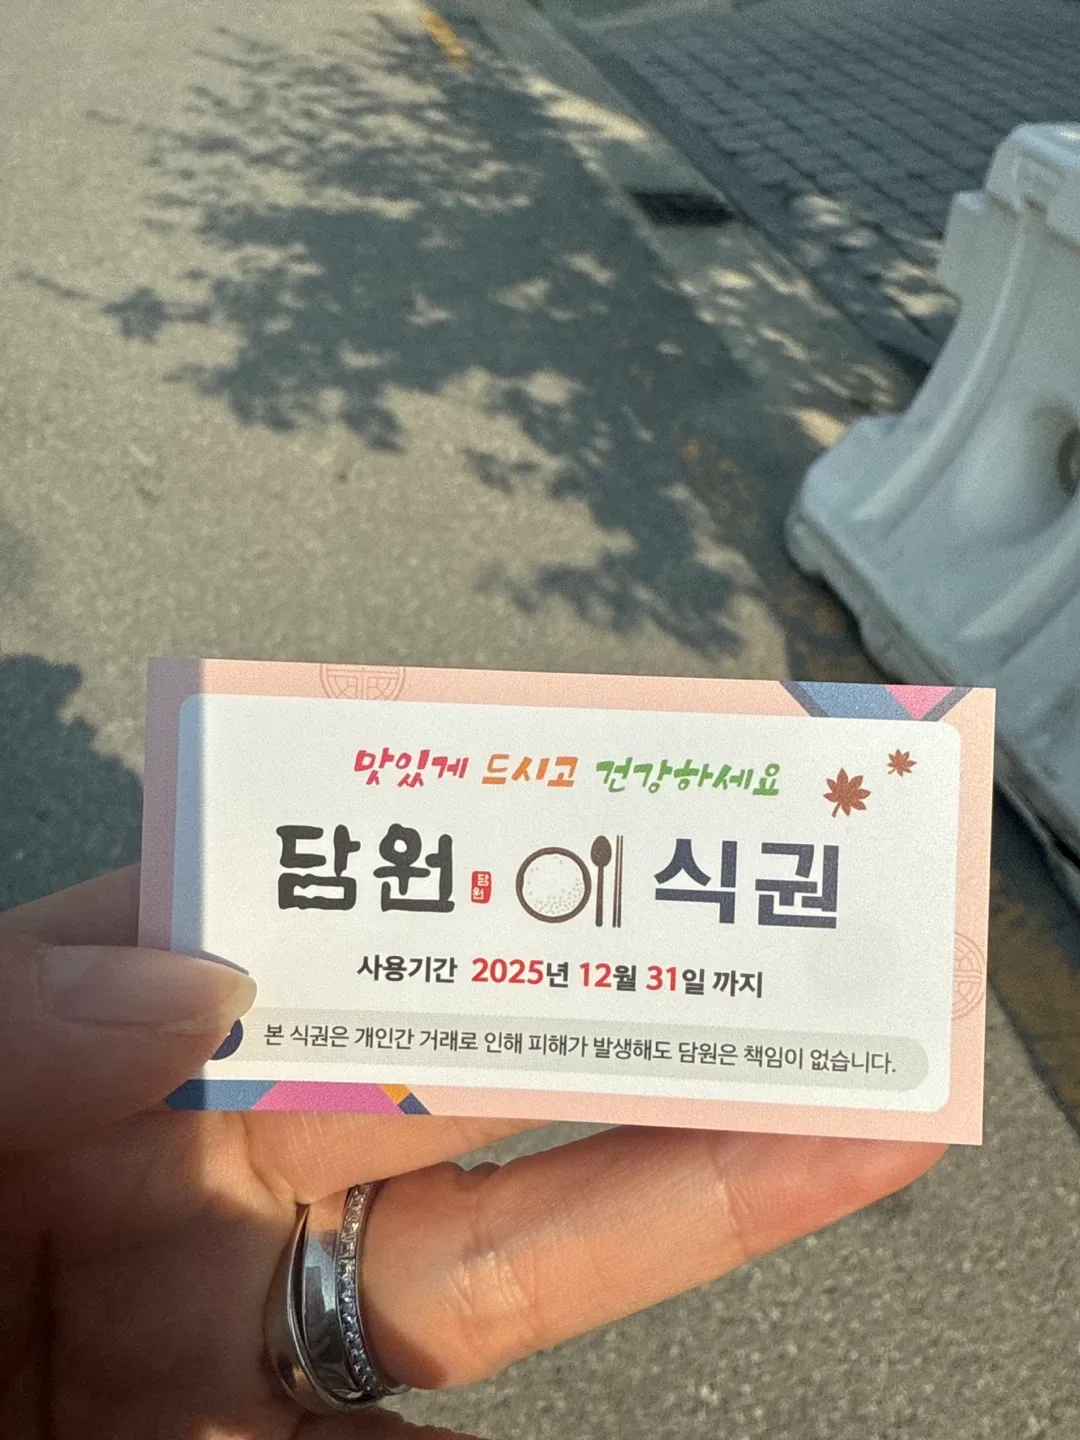 맛있게 드시고 건강하세요
담원 담원 식권
사용기간 2025년 12월 31일 까지
본 식권은 개인간 거래로 인해 피해가 발생해도 담원은 책임이 없습니다.